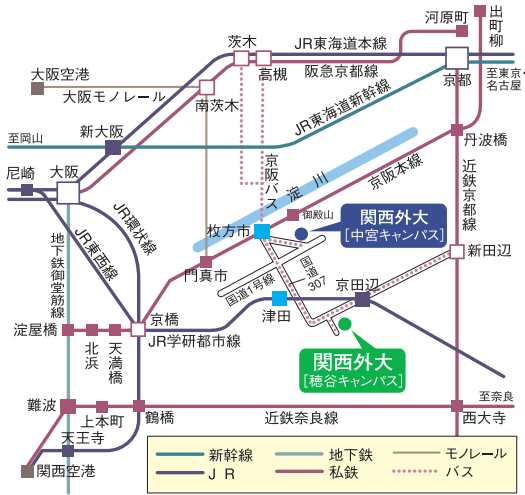 出町柳
河原町
茨木
JR東海道本線
高槻
阪急京都線
京都
至東京・
名古屋
大阪空港
大阪モノレール
南茨木
JR東海道新幹線
至岡山
新大阪
丹波橋
尼崎
大阪
京阪バス
淀川
京阪本線
近鉄京都線
御殿山
関西外大
[中宮キャンパス]
枚方市
JR環状線
JR東西線
地下鉄御堂筋線
門真市
国道1号線
国道307
新田辺
京田辺
津田
京橋
淀屋橋
北浜
天満橋
JR学研都市線
関西外大
[穂谷キャンパス]
難波
上本町
鶴橋
近鉄奈良線
至奈良
西大寺
天王寺
関西空港
新幹線
地下鉄
モノレール
J R
私鉄
バス